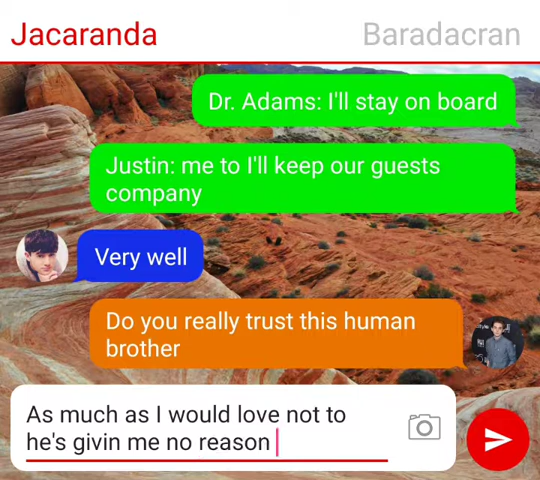 Jacaranda
Baradacran
Dr. Adams: I'll stay on board
Justin: me to I'll keep our guests
company
Very well
Do you really trust this human
brother
As much as I would love not to
he's givin me no reason